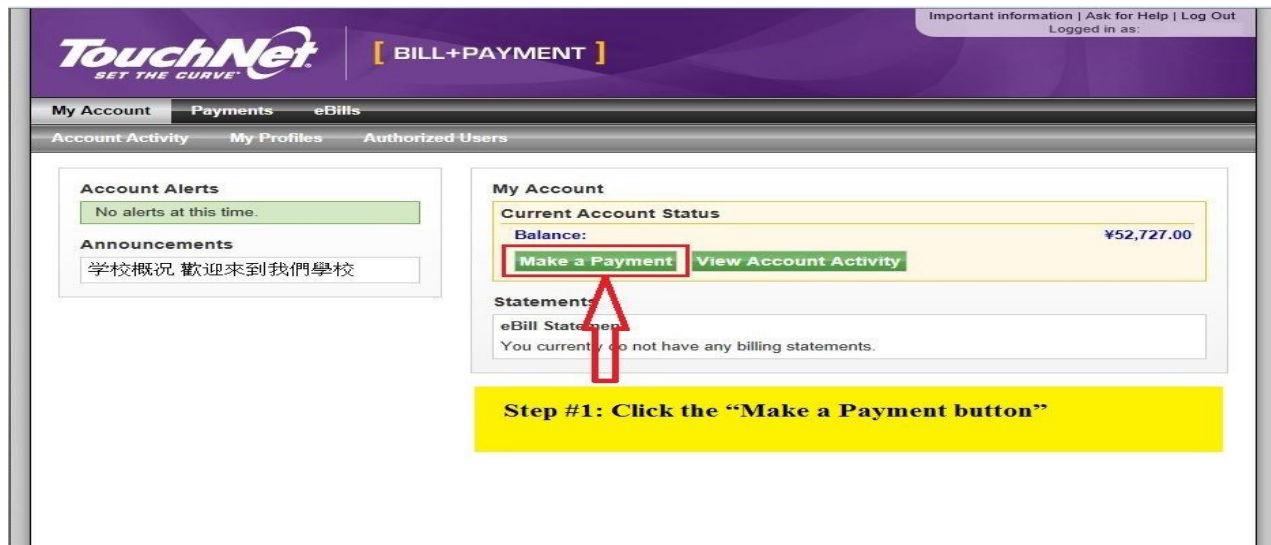 Important information | Ask for Help | Log Out
Logged in as:
TouchNet
SET THE CURVE
[ BILL+PAYMENT ]
My Account Payments eBills
Account Activity My Profiles Authorized Users
Account Alerts
No alerts at this time.
Announcements
学校概况 歡迎來到我們學校
My Account
Current Account Status
Balance: ¥52,727.00
Make a Payment View Account Activity
Statements
eBill Statement
You currently do not have any billing statements.
Step #1: Click the “Make a Payment button”